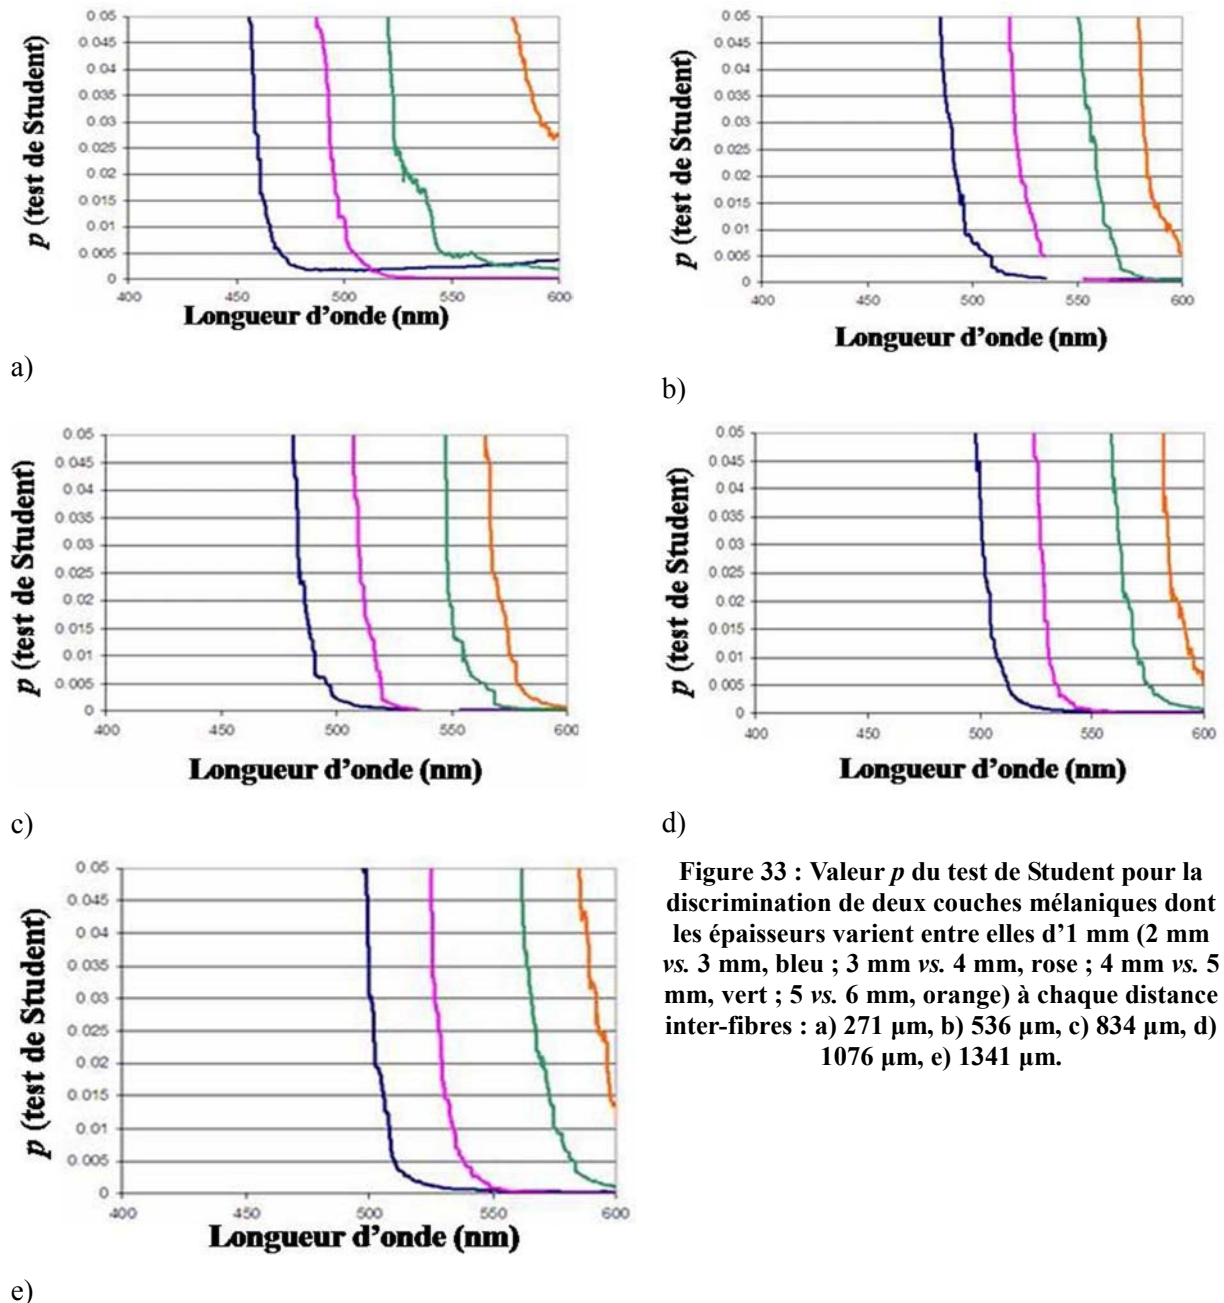 0.05
0.045
0.04
0.035
0.03
0.025
0.02
0.015
0.01
0.005
0
p (test de Student)
400 450 500 550 600
Longueur d'onde (nm)
a)
0.05
0.045
0.04
0.035
0.03
0.025
0.02
0.015
0.01
0.005
0
p (test de Student)
400 450 500 550 600
Longueur d'onde (nm)
b)
0.05
0.045
0.04
0.035
0.03
0.025
0.02
0.015
0.01
0.005
0
p (test de Student)
400 450 500 550 600
Longueur d'onde (nm)
c)
0.05
0.045
0.04
0.035
0.03
0.025
0.02
0.015
0.01
0.005
0
p (test de Student)
400 450 500 550 600
Longueur d'onde (nm)
d)
0.05
0.045
0.04
0.035
0.03
0.025
0.02
0.015
0.01
0.005
0
p (test de Student)
400 450 500 550 600
Longueur d'onde (nm)
e)
Figure 33 : Valeur p du test de Student pour la
discrimination de deux couches mélaniques dont
les épaisseurs varient entre elles d'1 mm (2 mm
vs. 3 mm, bleu ; 3 mm vs. 4 mm, rose ; 4 mm vs. 5
mm, vert ; 5 vs. 6 mm, orange) à chaque distance
inter-fibres : a) 271 µm, b) 536 µm, c) 834 µm, d)
1076 µm, e) 1341 µm.